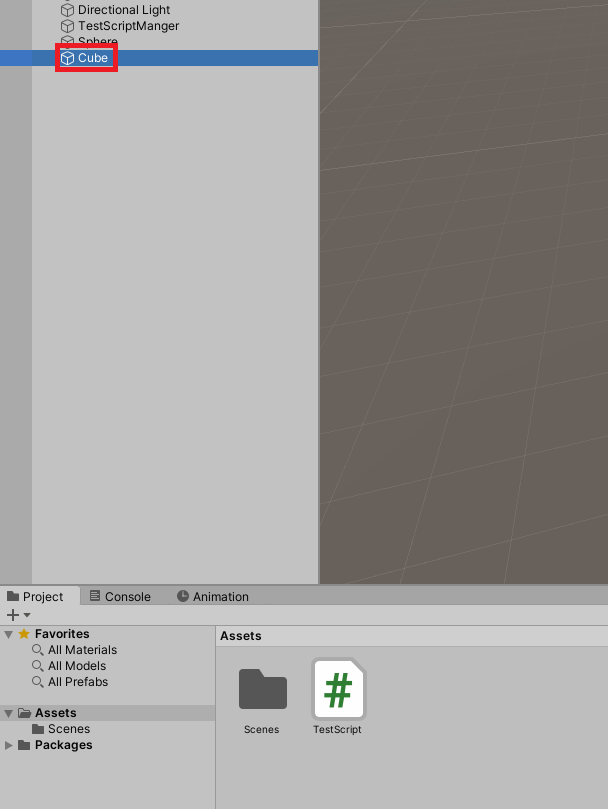 Directional Light
TestScriptManger
Sphere
Cube
Project Console Animation
Favorites
All Materials
All Models
All Prefabs
Assets
Scenes
Packages
Assets
Scenes TestScript